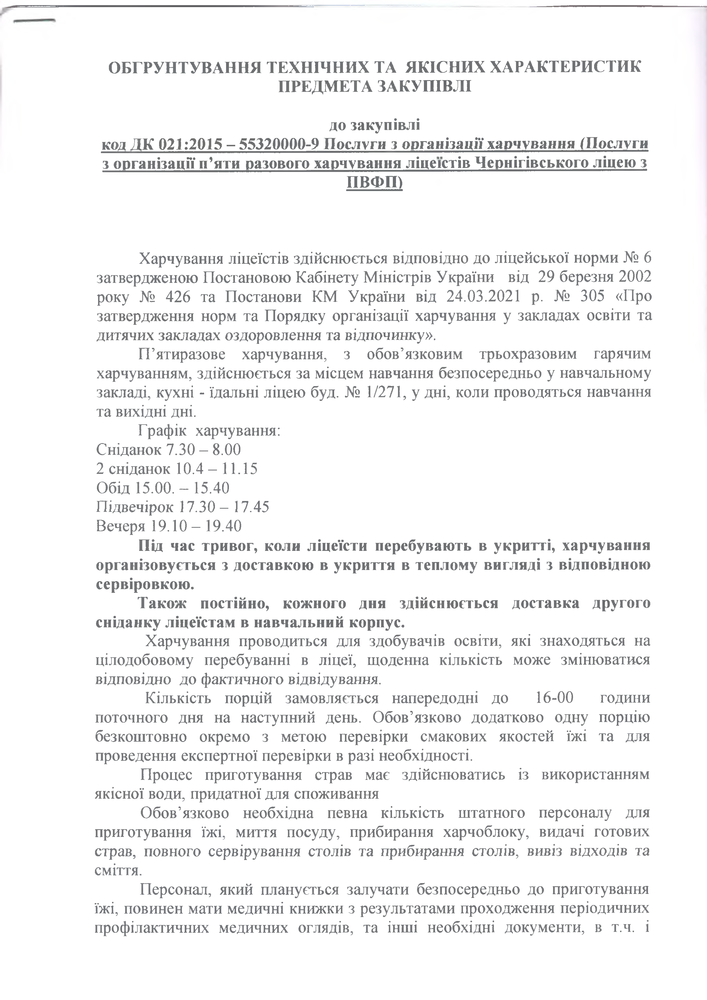 ОБГРУНТУВАННЯ ТЕХНІЧНИХ ТА ЯКІСНИХ ХАРАКТЕРИСТИК
ПРЕДМЕТА ЗАКУПІВЛІ
до закупівлі
код ДК 021:2015 – 55320000-9 Послуги з організації харчування (Послуги
з організації п’яти разового харчування ліцеїстів Чернігівського ліцею з
ПВФП)
Харчування ліцеїстів здійснюється відповідно до ліцейської норми № 6
затвердженою Постановою Кабінету Міністрів України від 29 березня 2002
року № 426 та Постанови КМ України від 24.03.2021 р. № 305 «Про
затвердження норм та Порядку організації харчування у закладах освіти та
дитячих закладах оздоровлення та відпочинку».
П’ятиразове харчування, з обов’язковим трьохразовим гарячим
харчуванням, здійснюється за місцем навчання безпосередньо у навчальному
закладі, кухні - їдальні ліцею буд. № 1/271, у дні, коли проводяться навчання
та вихідні дні.
Графік харчування:
Сніданок 7.30 – 8.00
2 сніданок 10.4 – 11.15
Обід 15.00. – 15.40
Підвечірок 17.30 – 17.45
Вечеря 19.10 – 19.40
Під час тривог, коли ліцеїсти перебувають в укритті, харчування
організовується з доставкою в укриття в теплому вигляді з відповідною
сервіровкою.
Також постійно, кожного дня здійснюється доставка другого
сніданку ліцеїстам в навчальний корпус.
Харчування проводиться для здобувачів освіти, які знаходяться на
цілодобовому перебуванні в ліцеї, щоденна кількість може змінюватися
відповідно до фактичного відвідування.
Кількість порцій замовляється напередодні до 16-00 години
поточного дня на наступний день. Обов’язково додатково одну порцію
безкоштовно окремо з метою перевірки смакових якостей їжі та для
проведення експертної перевірки в разі необхідності.
Процес приготування страв має здійснюватись із використанням
якісної води, придатної для споживання
Обов’язково необхідна певна кількість штатного персоналу для
приготування їжі, миття посуду, прибирання харчоблоку, видачі готових
страв, повного сервірування столів та прибирання столів, вивіз відходів та
сміття.
Персонал, який планується залучати безпосередньо до приготування
їжі, повинен мати медичні книжки з результатами проходження періодичних
профілактичних медичних оглядів, та інші необхідні документи, в т.ч. і